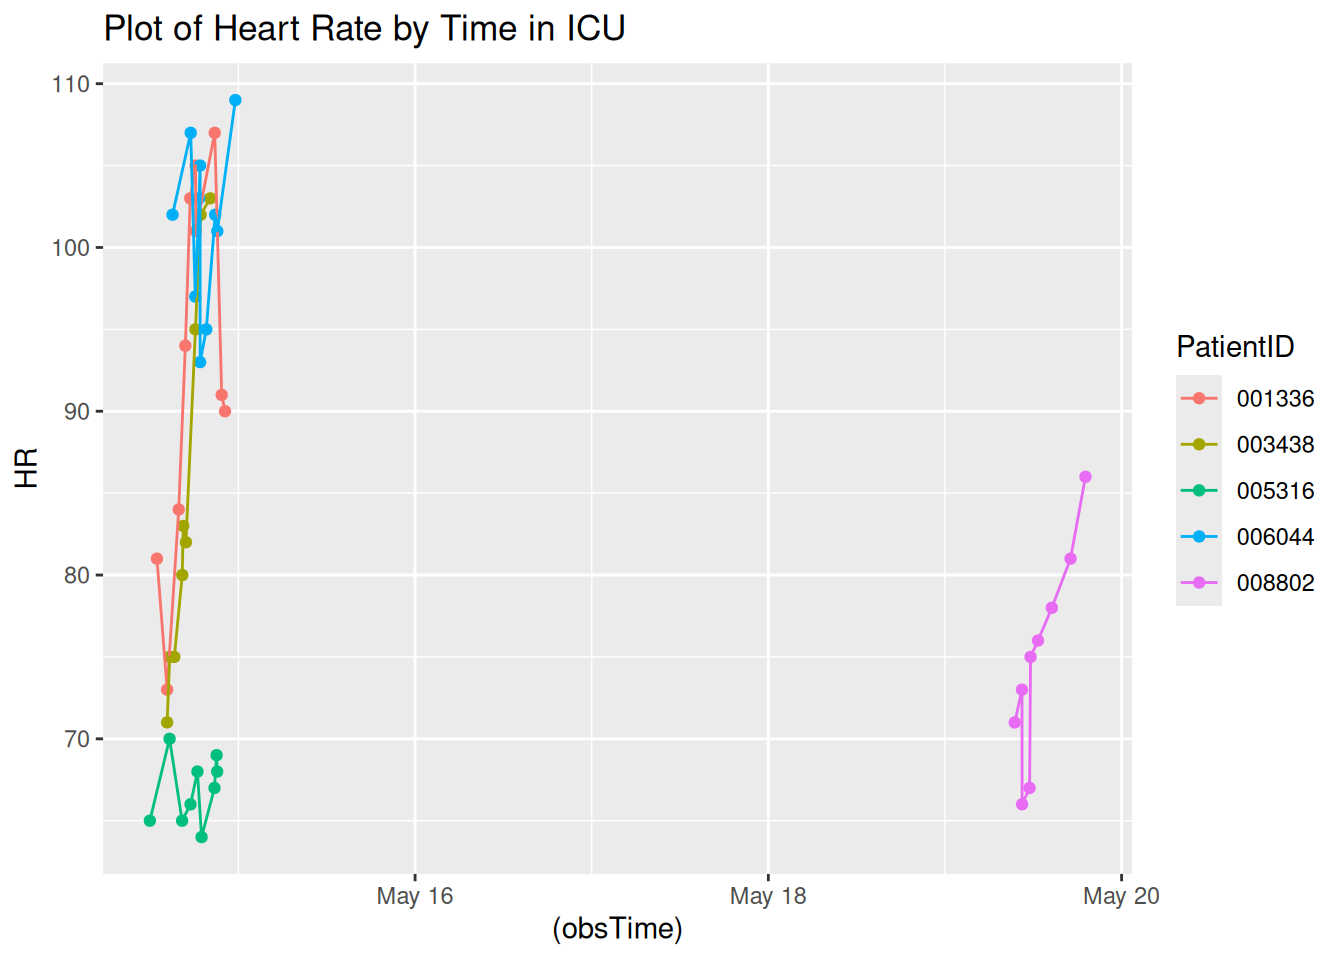 Plot of Heart Rate by Time in ICU
110
100
90
80
70
HR
May 16
May 18
May 20
(obsTime)
PatientID
001336
003438
005316
006044
008802